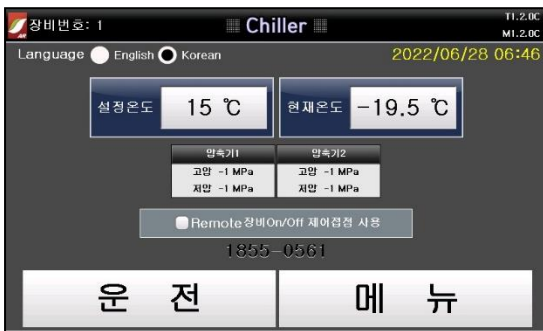 장비번호: 1
Chiller
T1.2.0C
M1.2.0C
Language English Korean
2022/06/28 06:46
설정온도 15 ℃
현재온도 -19.5 ℃
압축기1 압축기2
고압 -1 MPa 고압 -1 MPa
저압 -1 MPa 저압 -1 MPa
Remote 장비On/Off 제어접점 사용
1855-0561
운 전
메 뉴